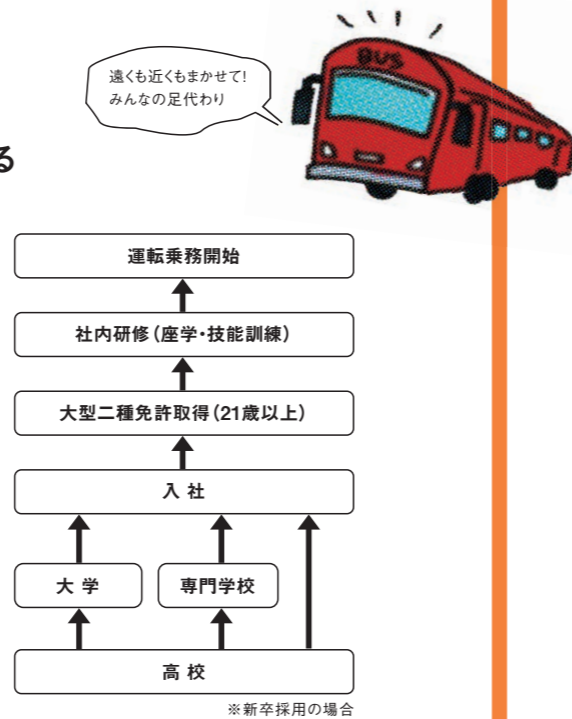 BUS
遠くも近くもまかせて!
みんなの足代わり
る
運転乗務開始
社内研修(座学・技能訓練)
大型二種免許取得(21歳以上)
入 社
大 学
専門学校
高 校
※新卒採用の場合